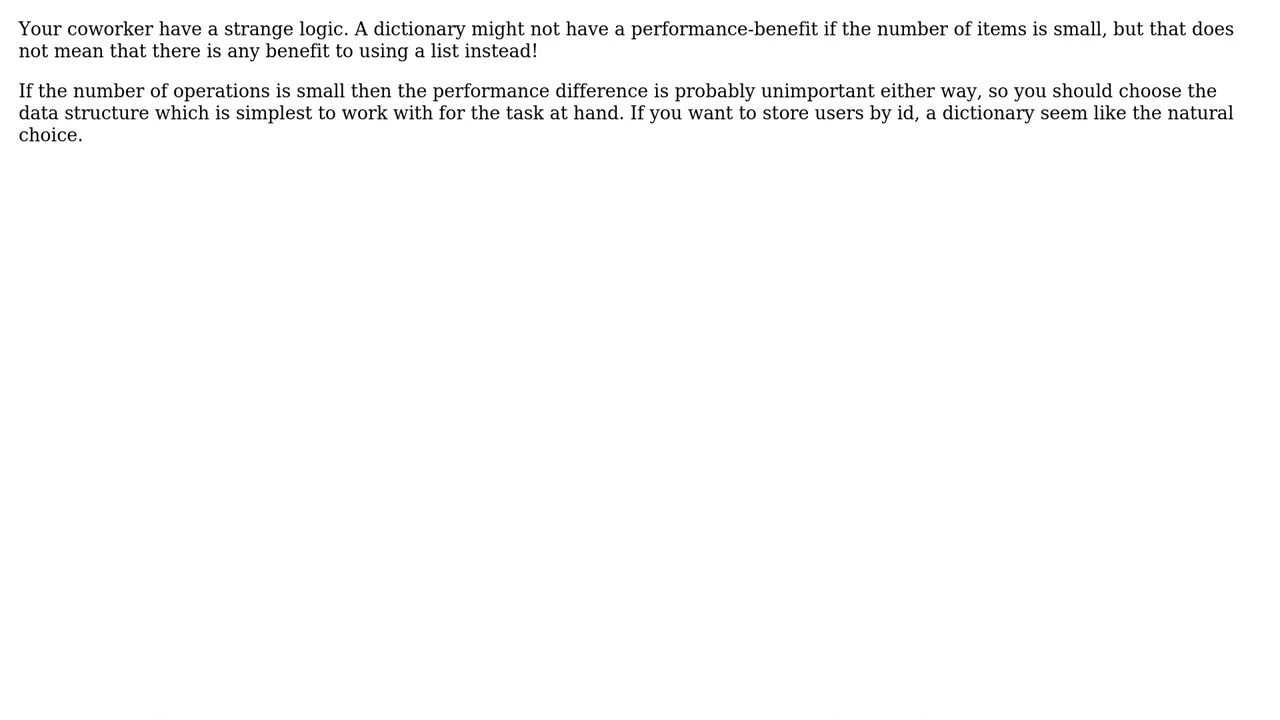 Your coworker have a strange logic. A dictionary might not have a performance-benefit if the number of items is small, but that does
not mean that there is any benefit to using a list instead!
If the number of operations is small then the performance difference is probably unimportant either way, so you should choose the
data structure which is simplest to work with for the task at hand. If you want to store users by id, a dictionary seem like the natural
choice.